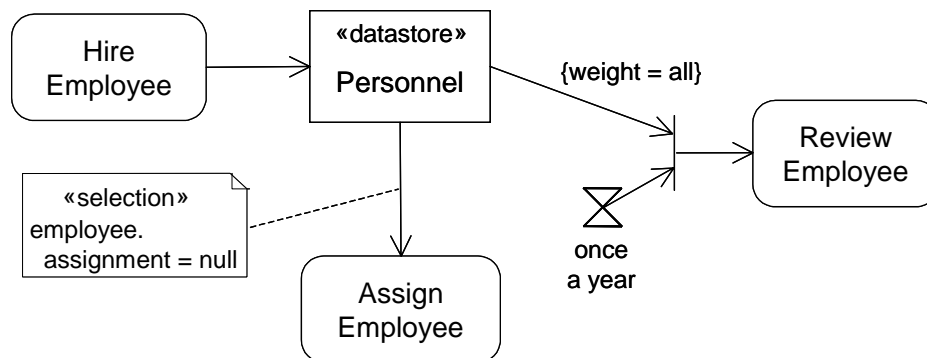 Hire
Employee
«datastore»
Personnel
{weight = all}
Review
Employee
«selection»
employee.
assignment = null
once
a year
Assign
Employee